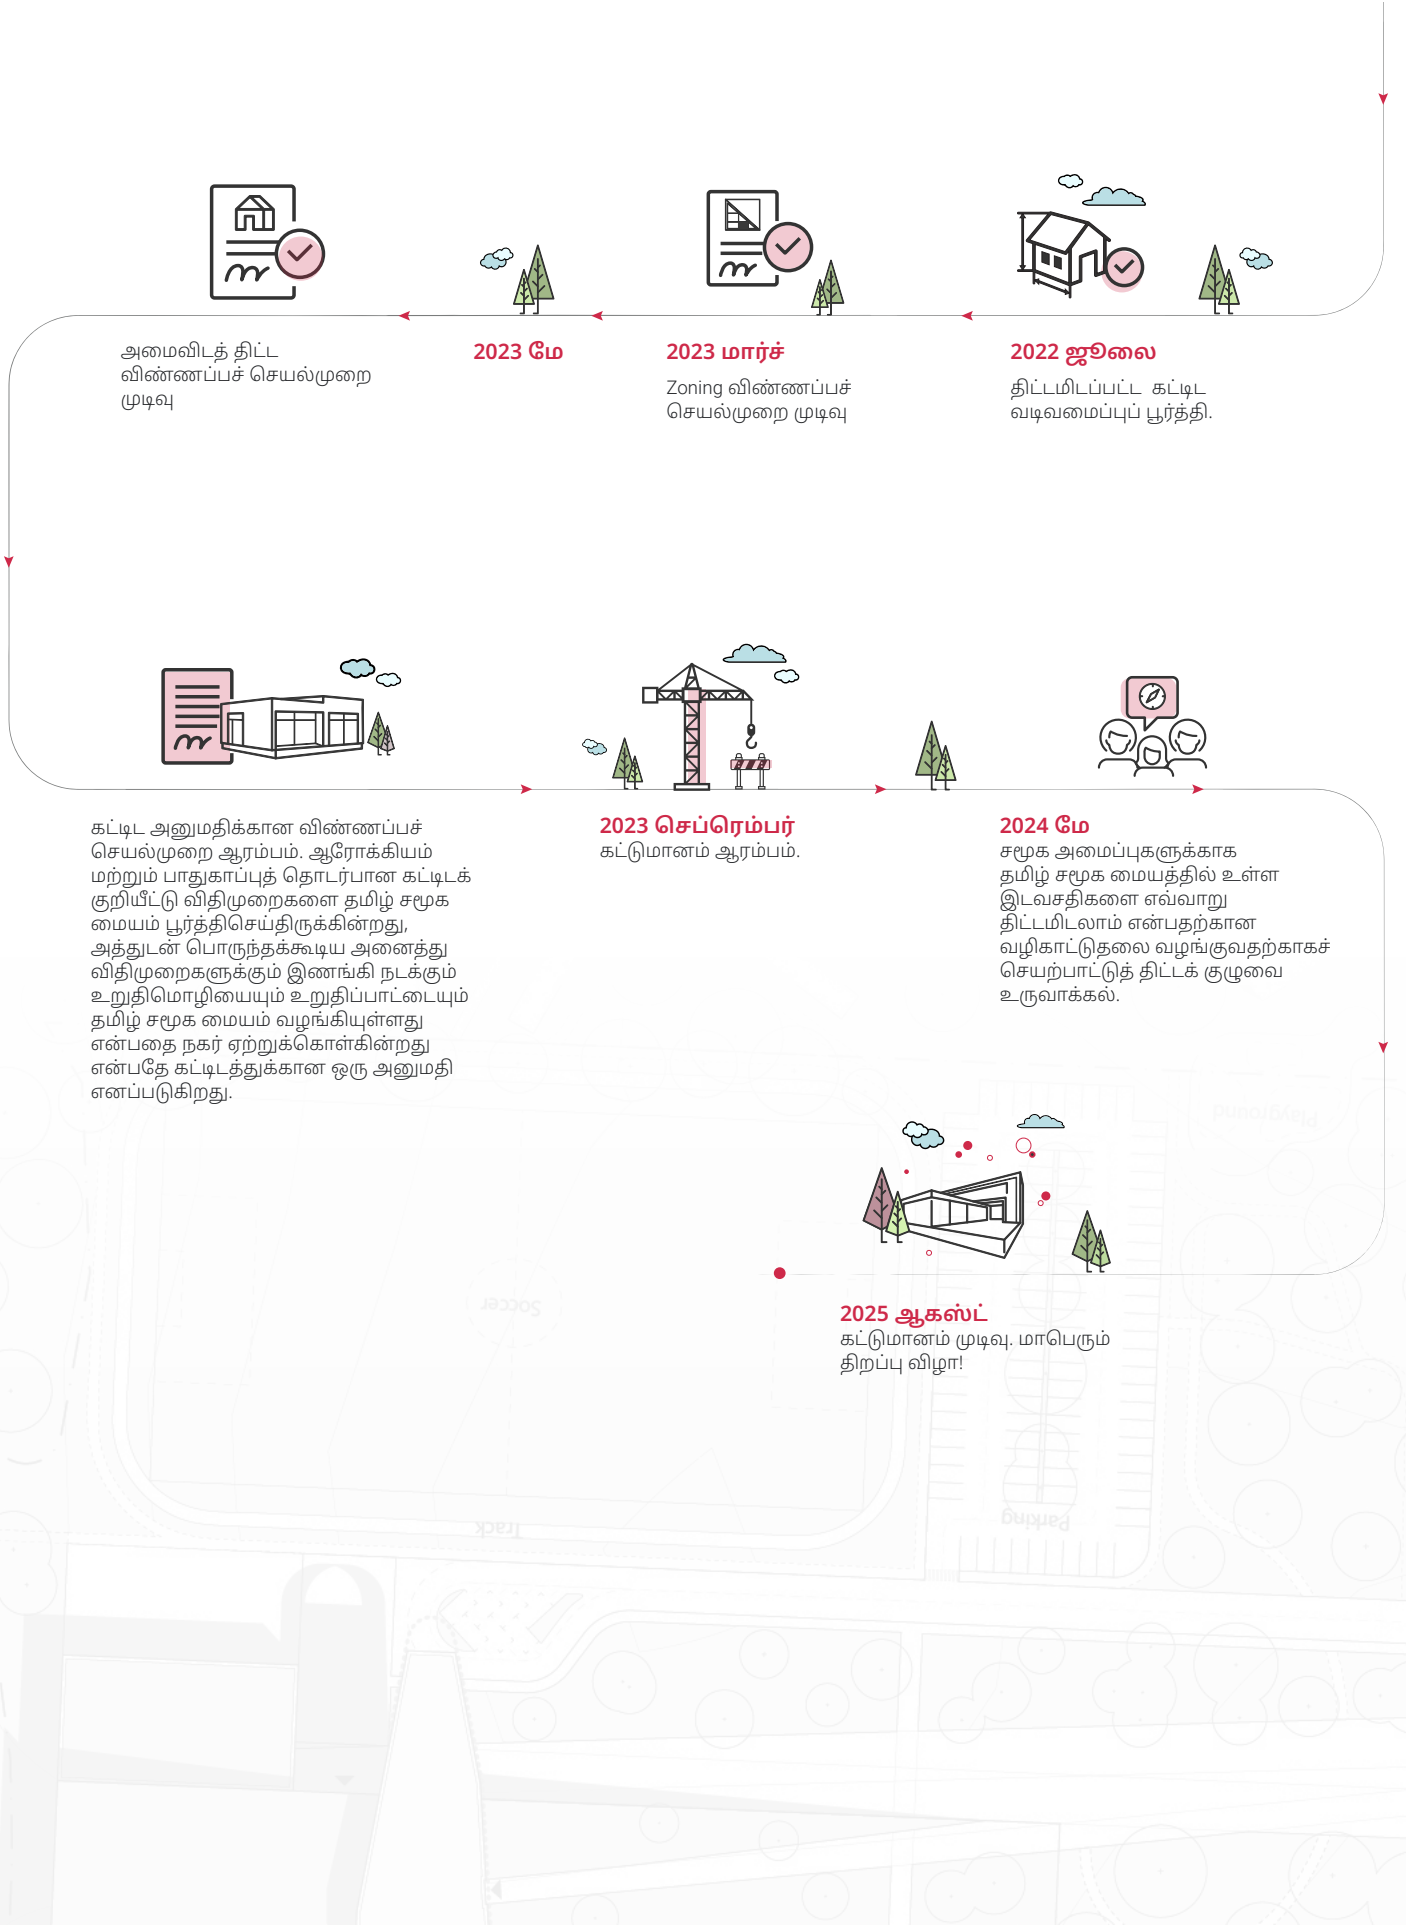 2022 ஜூலை
திட்டமிடப்பட்ட கட்டிட
வடிவமைப்புப் பூர்த்தி.
2023 மார்ச்
Zoning விண்ணப்பச்
செயல்முறை முடிவு
2023 மே
அமைவிடத் திட்ட
விண்ணப்பச் செயல்முறை
முடிவு
கட்டிட அனுமதிக்கான விண்ணப்பச்
செயல்முறை ஆரம்பம். ஆரோக்கியம்
மற்றும் பாதுகாப்புத் தொடர்பான கட்டிடக்
குறியீட்டு விதிமுறைகளை தமிழ் சமூக
மையம் பூர்த்திசெய்திருக்கின்றது,
அத்துடன் பொருந்தக்கூடிய அனைத்து
விதிமுறைகளுக்கும் இணங்கி நடக்கும்
உறுதிமொழியையும் உறுதிப்பாட்டையும்
தமிழ் சமூக மையம் வழங்கியுள்ளது
என்பதை நகர் ஏற்றுக்கொள்கின்றது
என்பதே கட்டிடத்துக்கான ஒரு அனுமதி
எனப்படுகிறது.
2023 செப்ரெம்பர்
கட்டுமானம் ஆரம்பம்.
2024 மே
சமூக அமைப்புகளுக்காக
தமிழ் சமூக மையத்தில் உள்ள
இடவசதிகளை எவ்வாறு
திட்டமிடலாம் என்பதற்கான
வழிகாட்டுதலை வழங்குவதற்காகச்
செயற்பாட்டுத் திட்டக் குழுவை
உருவாக்கல்.
Playground
2025 ஆகஸ்ட்
கட்டுமானம் முடிவு. மாபெரும்
திறப்பு விழா!
Soccer
Track
Parking